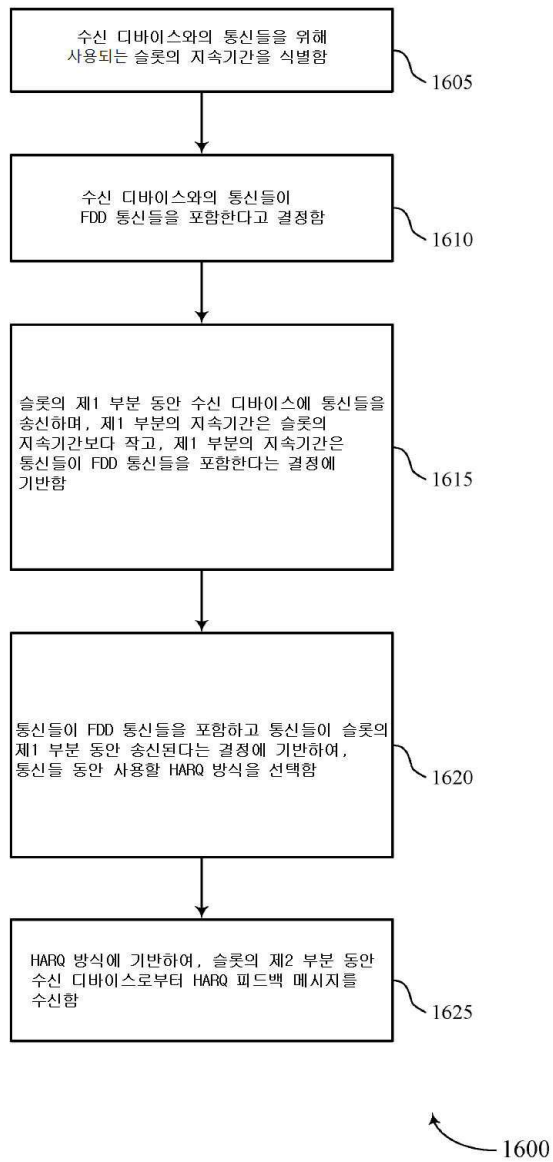 수신 디바이스와의 통신들을 위해
사용되는 슬롯의 지속기간을 식별함
1605
수신 디바이스와의 통신들이
FDD 통신들을 포함한다고 결정함
1610
슬롯의 제1 부분 동안 수신 디바이스에 통신들을
송신하며, 제1 부분의 지속기간은 슬롯의
지속기간보다 작고, 제1 부분의 지속기간은
통신들이 FDD 통신들을 포함한다는 결정에
기반함
1615
통신들이 FDD 통신들을 포함하고 통신들이 슬롯의
제1 부분 동안 송신된다는 결정에 기반하여,
통신들 동안 사용할 HARQ 방식을 선택함
1620
HARQ 방식에 기반하여, 슬롯의 제2 부분 동안
수신 디바이스로부터 HARQ 피드백 메시지를
수신함
1625
1600